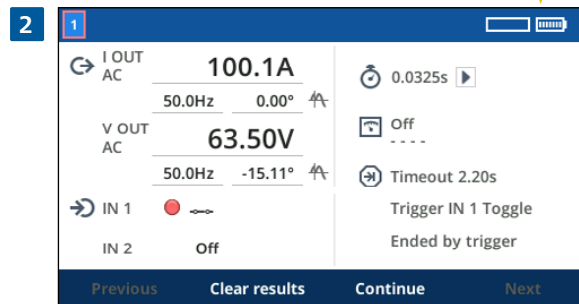 2
1
I OUT
AC
100.1A
50.0Hz 0.00°
V OUT
AC
63.50V
50.0Hz -15.11°
IN 1
IN 2 Off
0.0325s
Off
- - - -
Timeout 2.20s
Trigger IN 1 Toggle
Ended by trigger
Previous Clear results Continue Next